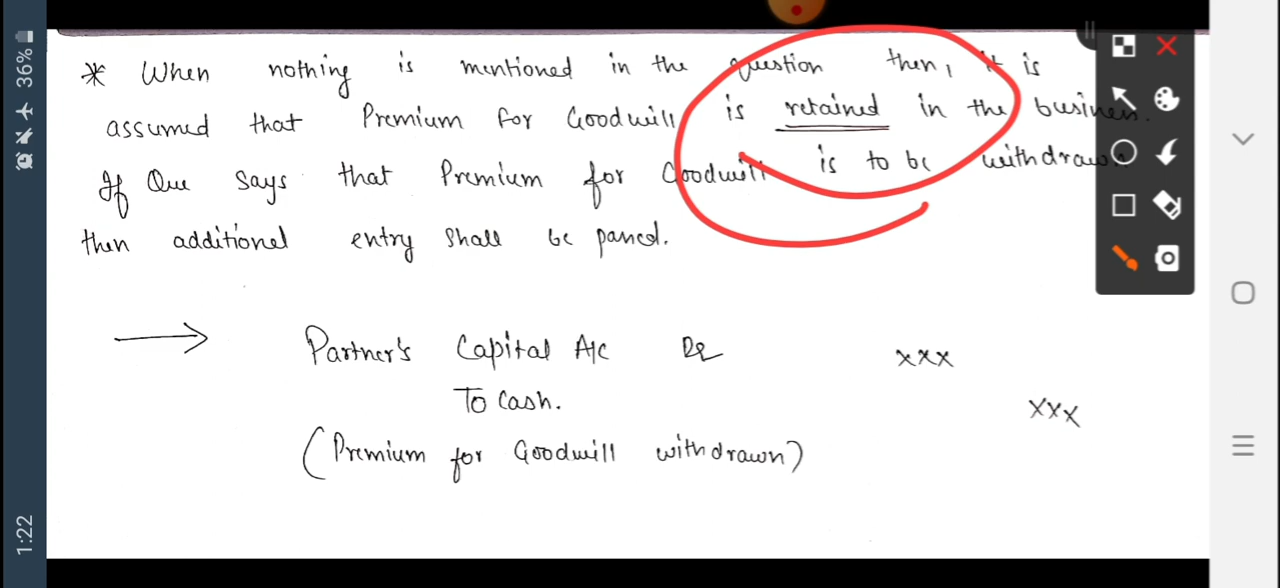 36%
1:22
* When nothing is mentioned in the question then, it is
assumed that Premium for Goodwill is retained in the business.
If Que says that Premium for Goodwill is to be withdrawn
then additional entry shall be passed.
Partner's Capital A/c Dr xxx
To Cash. xxx
(Premium for Goodwill withdrawn)